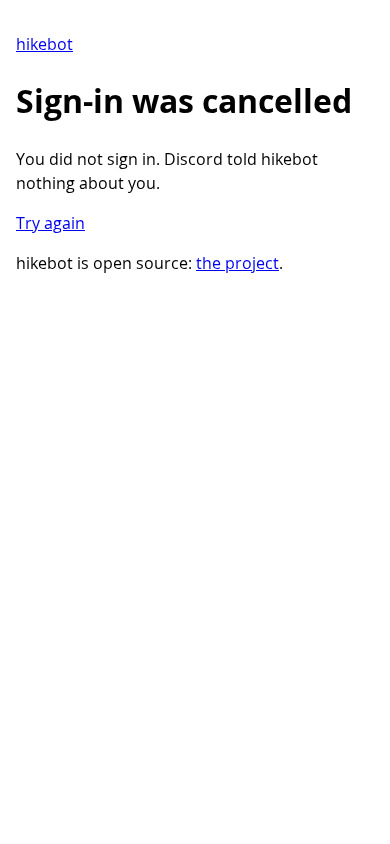 hikebot
Sign-in was cancelled
You did not sign in. Discord told hikebot
nothing about you.
Try again
hikebot is open source: the project.